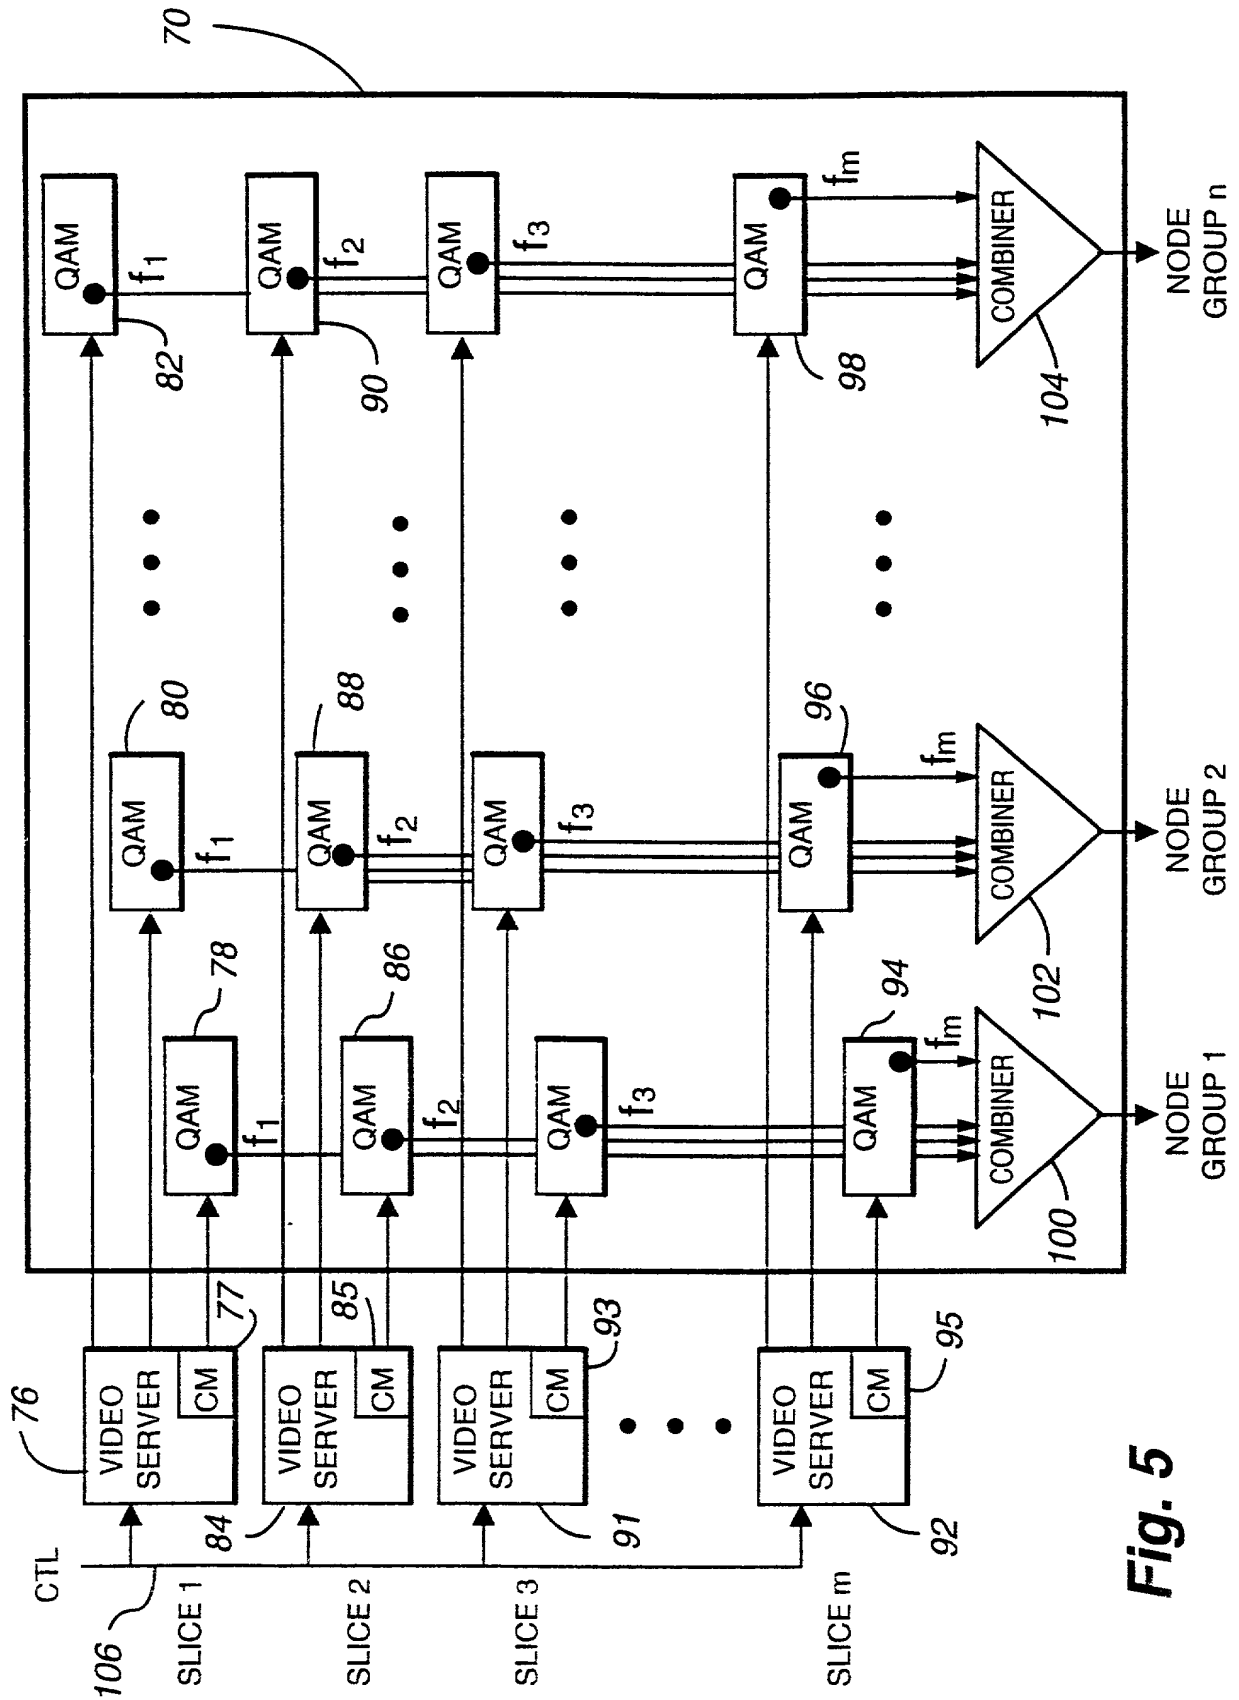 70
CTL
106
SLICE 1
76
VIDEO
SERVER
CM
77
QAM
78
f1
QAM
80
f1
QAM
82
f1
SLICE 2
84
VIDEO
SERVER
CM
85
QAM
86
f2
QAM
88
f2
QAM
90
f2
SLICE 3
91
VIDEO
SERVER
CM
93
QAM
f3
QAM
f3
SLICE m
92
VIDEO
SERVER
CM
95
QAM
94
fm
QAM
96
fm
QAM
98
fm
COMBINER
100
COMBINER
102
COMBINER
104
NODE
GROUP 1
NODE
GROUP 2
NODE
GROUP n
Fig. 5